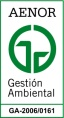 AENOR
Gestión
Ambiental
GA-2006/0161